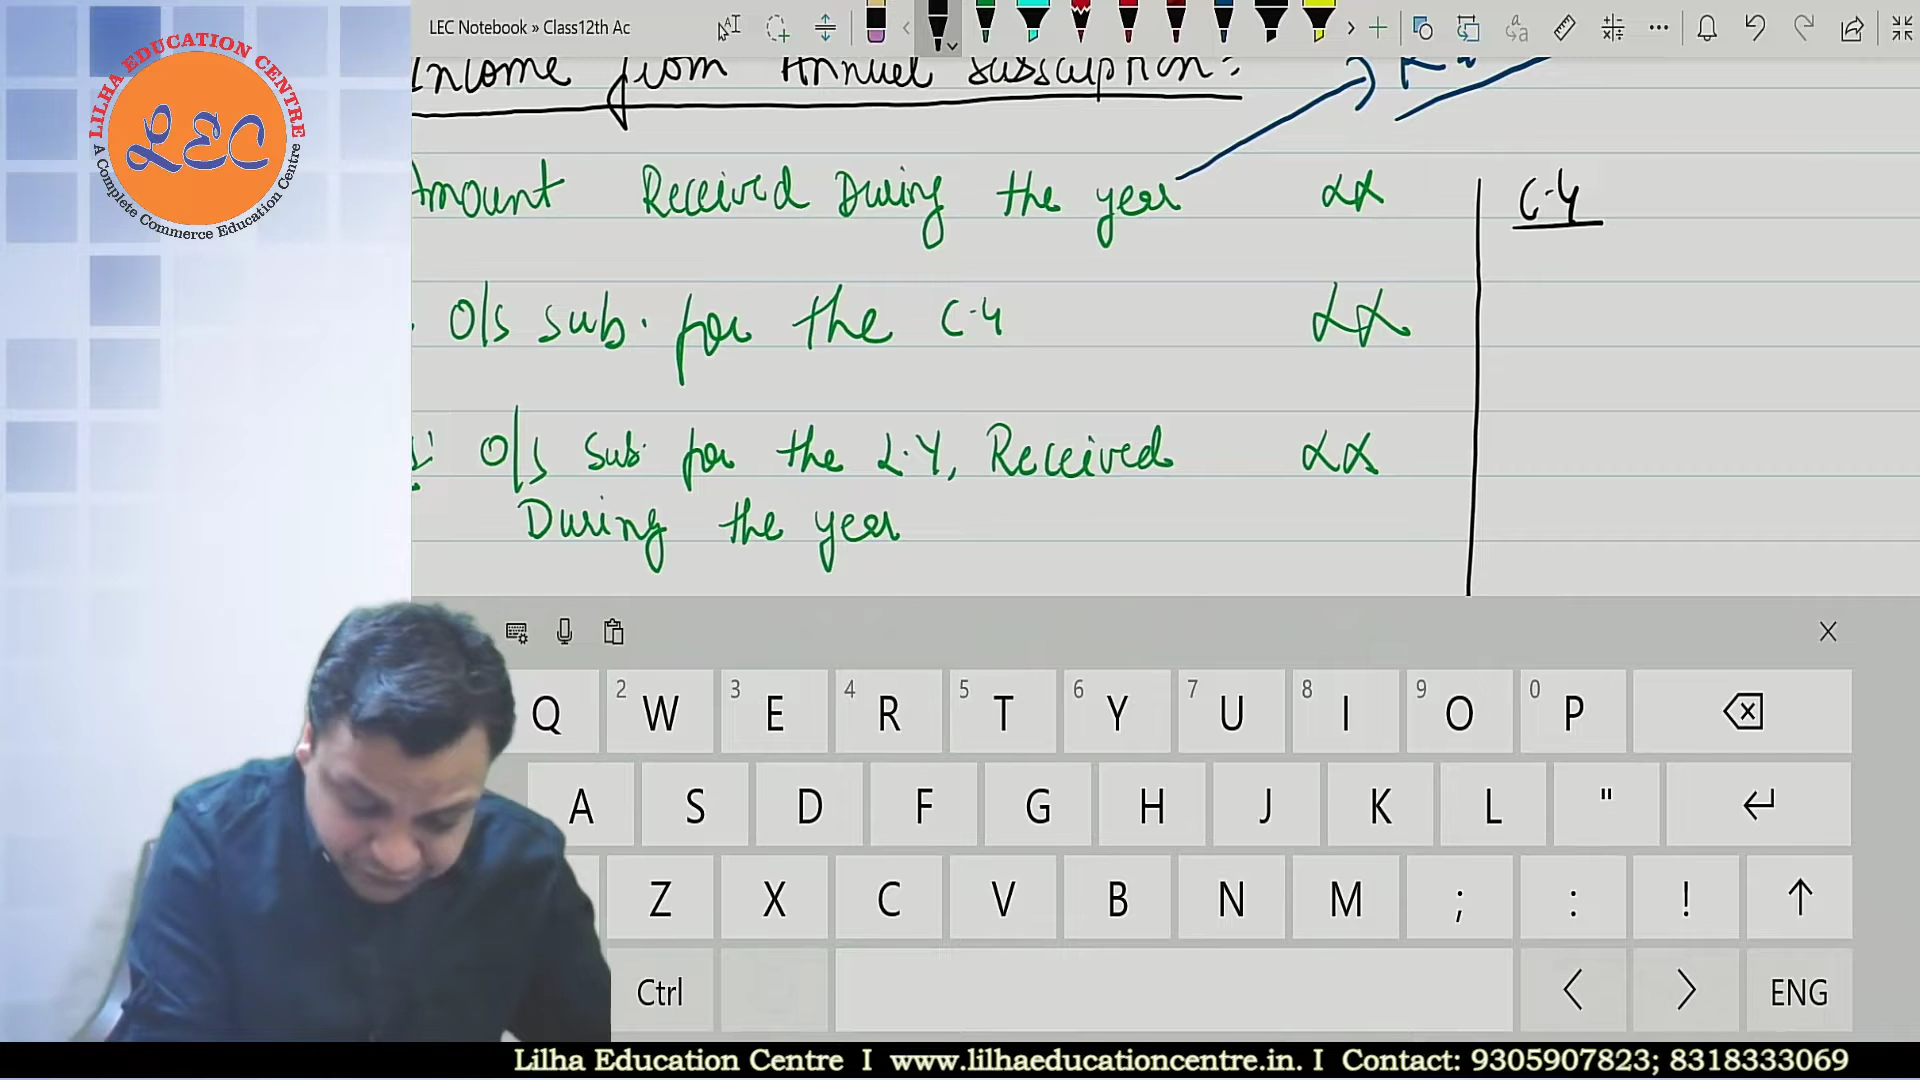 LEC Notebook » Class12th Ac
LILHA EDUCATION CENTRE
LEC
A Complete Commerce Education Centre
Income from Annual Subscription:
Amount Received During the year xx
C.Y
O/s sub. for the C.Y xx
O/s Sub. for the L.Y, Received xx
During the year
Q 2 W 3 E 4 R 5 T 6 Y 7 U 8 I 9 O 0 P
A S D F G H J K L "
Z X C V B N M ; : !
Ctrl < > ENG
Lilha Education Centre I www.lilhaeducationcentre.in. I Contact: 9305907823; 8318333069